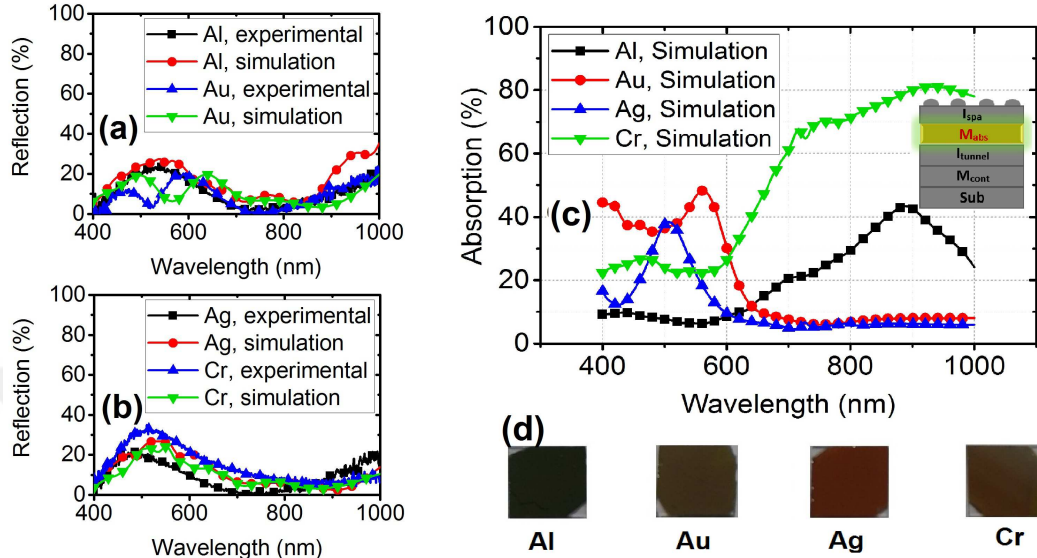 100
80
60
40
20
0
Reflection (%)
Al, experimental
Al, simulation
Au, experimental
Au, simulation
(a)
400 600 800 1000
Wavelength (nm)
100
80
60
40
20
0
Reflection (%)
Ag, experimental
Ag, simulation
Cr, experimental
Cr, simulation
(b)
400 600 800 1000
Wavelength (nm)
100
80
60
40
20
0
Absorption (%)
Al, Simulation
Au, Simulation
Ag, Simulation
Cr, Simulation
Ispa
Mabs
Itunnel
Mcont
Sub
(c)
400 600 800 1000
Wavelength (nm)
(d)
Al Au Ag Cr